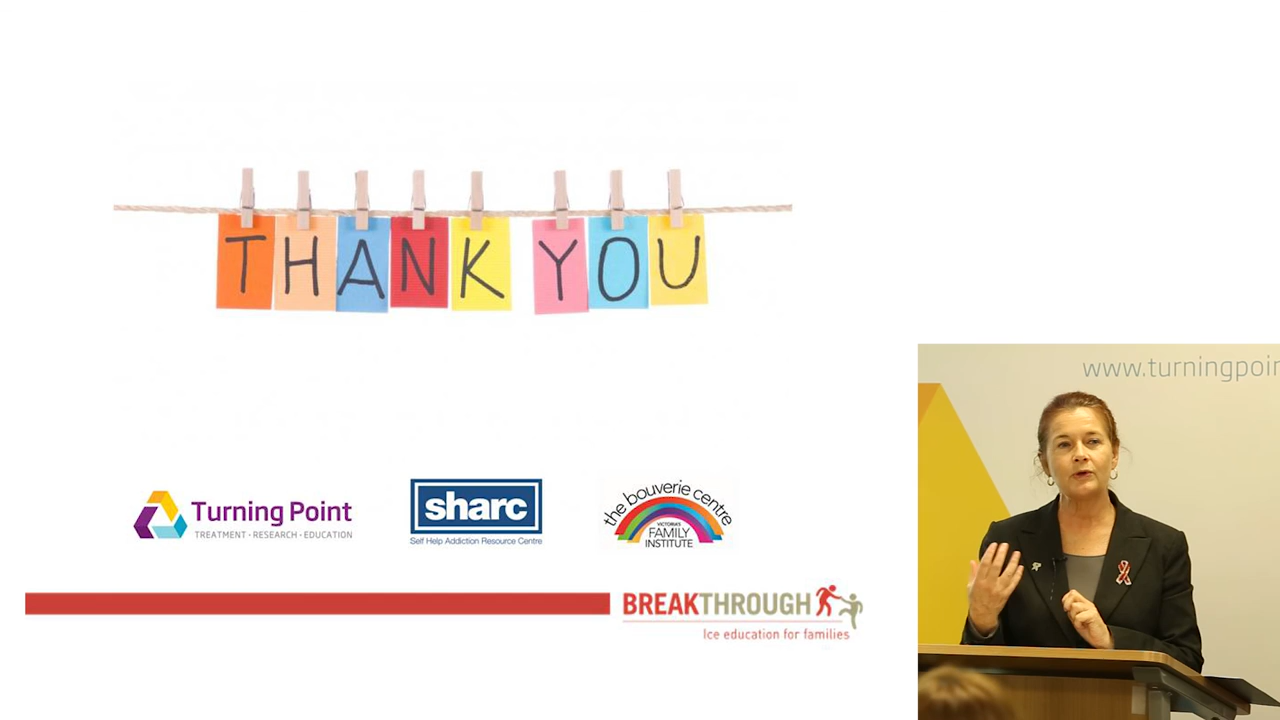 THANK YOU
www.turningpoin
Turning Point
TREATMENT - RESEARCH - EDUCATION
sharc
Self Help Addiction Resource Centre
the bouverie centre
VICTORIA'S
FAMILY
INSTITUTE
BREAKTHROUGH
Ice education for families